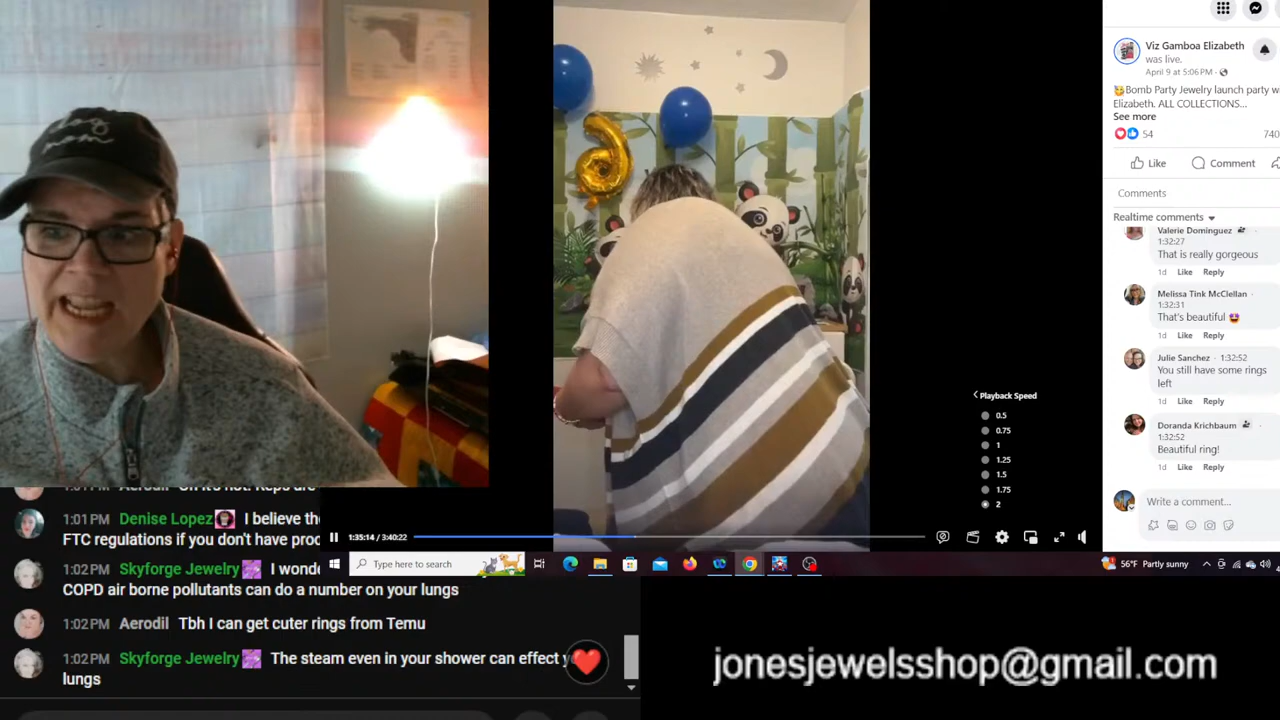 dog
mom
Viz Gamboa Elizabeth
was live.
April 9 at 5:06 PM ·
Bomb Party Jewelry launch party w
Elizabeth. ALL COLLECTIONS...
See more
54
740
Like
Comment
Comments
Realtime comments
Valerie Dominguez
1:32:27
That is really gorgeous
1d Like Reply
Melissa Tink McClellan ·
1:32:31
That's beautiful 🤩
1d Like Reply
Julie Sanchez · 1:32:52
You still have some rings
left
1d Like Reply
Doranda Krichbaum ·
1:32:52
Beautiful ring!
1d Like Reply
Write a comment...
Playback Speed
0.5
0.75
1
1.25
1.5
1.75
2
1:35:14 / 3:40:22
Type here to search
56°F Partly sunny
1:01 PM Denise Lopez I believe the
FTC regulations if you don't have proo
1:02 PM Skyforge Jewelry I wond
COPD air borne pollutants can do a number on your lungs
1:02 PM Aerodil Tbh I can get cuter rings from Temu
1:02 PM Skyforge Jewelry The steam even in your shower can effect y
lungs
jonesjewelsshop@gmail.com